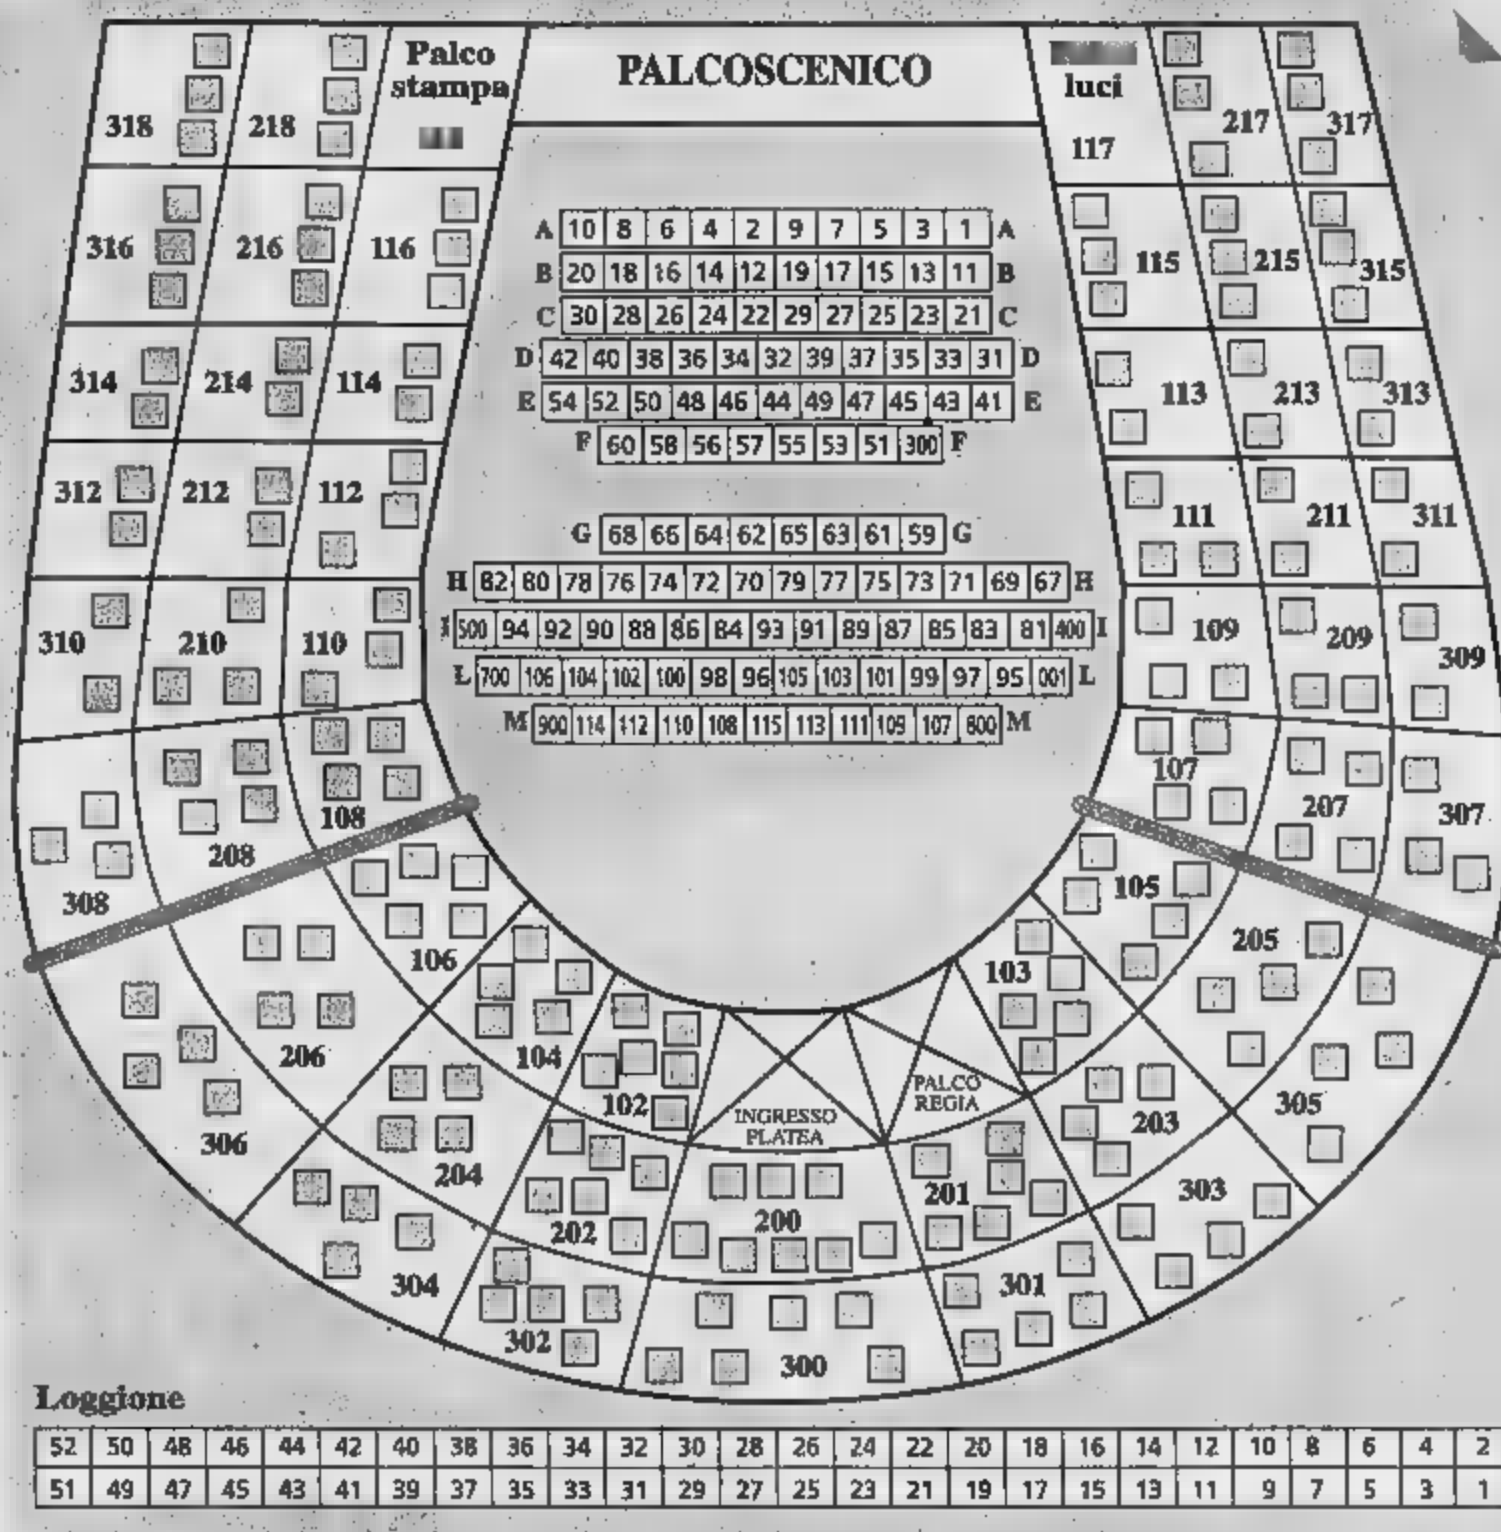 Palco
stampa
PALCOSCENICO
luci
318 218 117 217 317
316 216 116 115 215 315
A 10 8 6 4 2 9 7 5 3 1 A
B 20 18 16 14 12 19 17 15 13 11 B
C 30 28 26 24 22 29 27 25 23 21 C
D 42 40 38 36 34 32 39 37 35 33 31 D
314 214 114 113 213 313
E 54 52 50 48 46 44 49 47 45 43 41 E
F 60 58 56 57 55 53 51 300 F
312 212 112 111 211 311
G 68 66 64 62 65 63 61 59 G
H 82 80 78 76 74 72 70 79 77 75 73 71 69 67 H
I 500 94 92 90 88 86 84 93 91 89 87 85 83 81 400 I
310 210 110 109 209 309
L 700 106 104 102 100 98 96 105 103 101 99 97 95 001 L
M 900 114 112 110 108 115 113 111 109 107 800 M
308 208 108 107 207 307
106 105 205
104 103
306 206 102 203 305
INGRESSO
PLATEA
PALCO
REGIA
204 202 200 201 303
304 302 300 301
Loggione
52 50 48 46 44 42 40 38 36 34 32 30 28 26 24 22 20 18 16 14 12 10 8 6 4 2
51 49 47 45 43 41 39 37 35 33 31 29 27 25 23 21 19 17 15 13 11 9 7 5 3 1